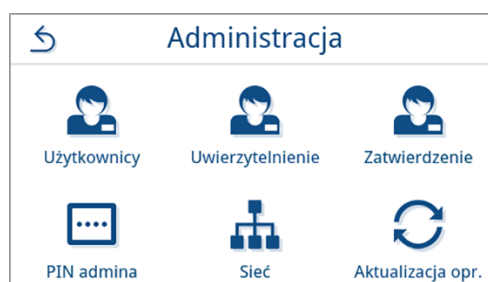 Administracja
Użytkownicy Uwierzytelnienie Zatwierdzenie
PIN admina Sieć Aktualizacja opr.